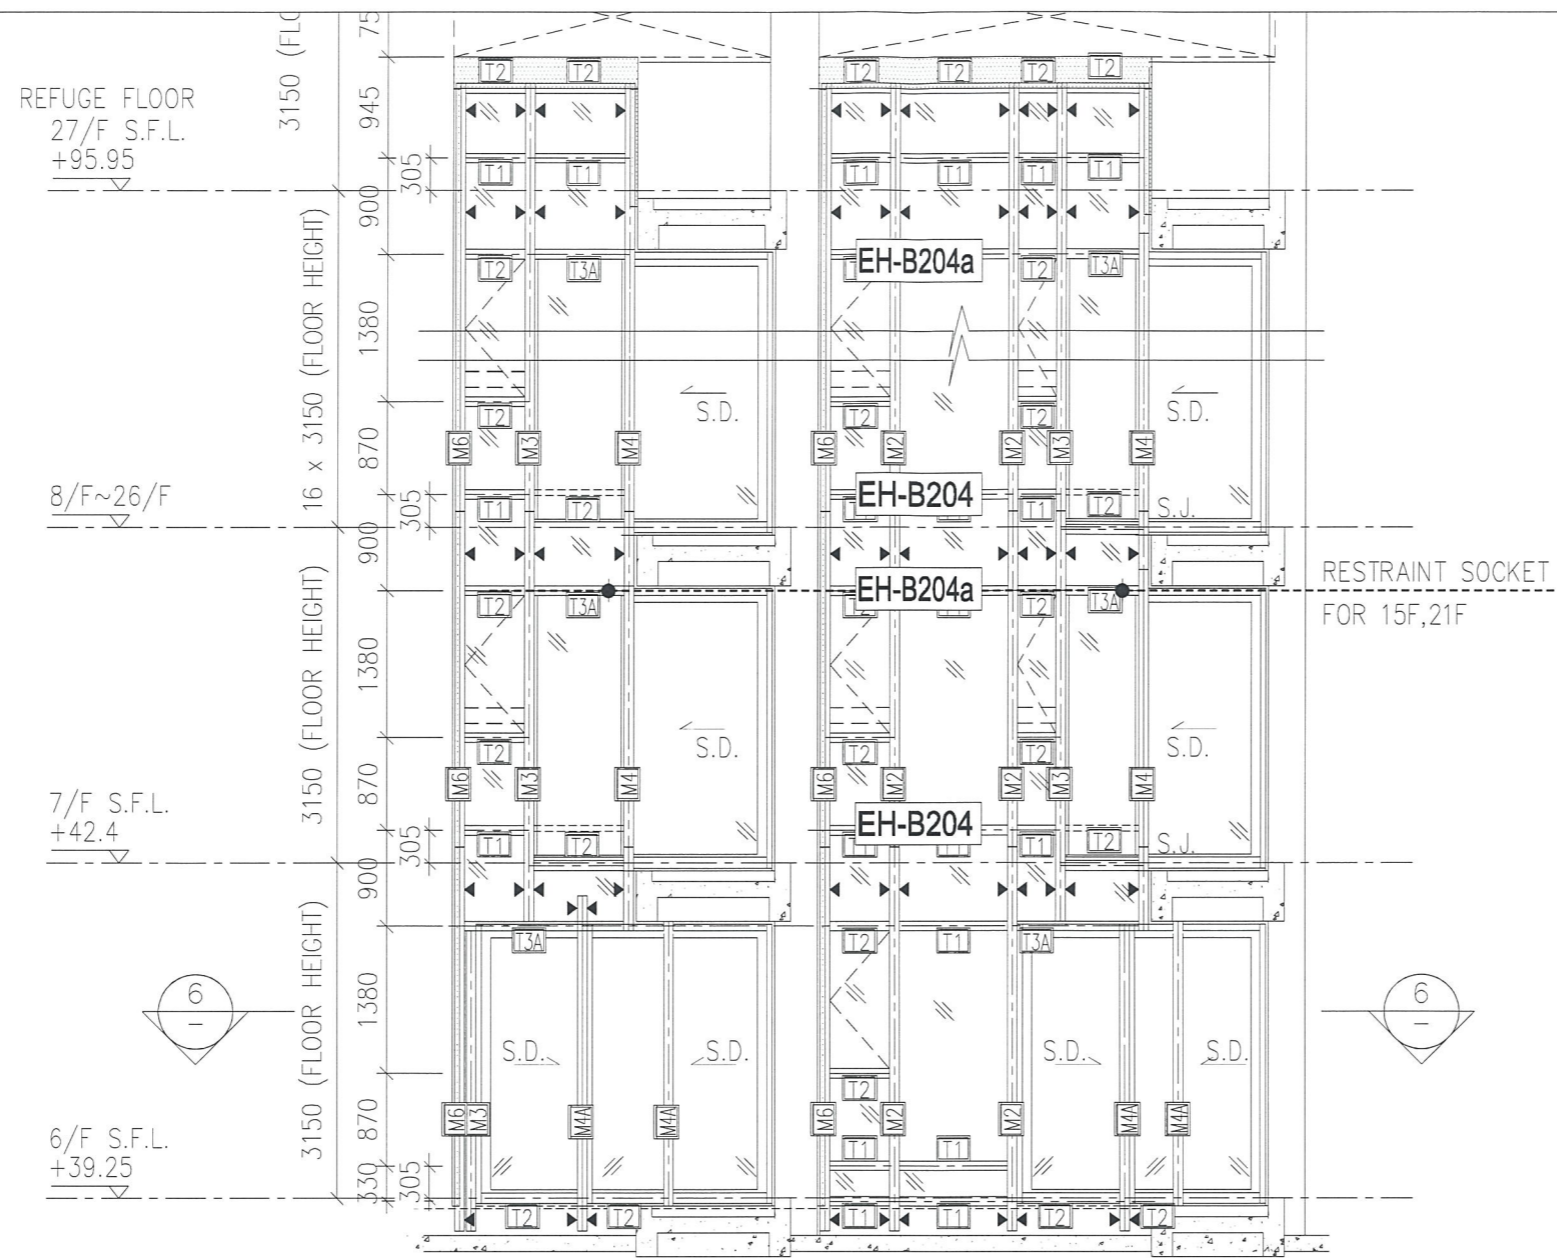 3150 (FLO
75
T2 T2 T2 T2 T2 T2
REFUGE FLOOR
27/F S.F.L.
+95.95
945
305
T1 T1 T1 T1 T1 T1
900
16 x 3150 (FLOOR HEIGHT)
EH-B204a
T2 T3A T2 T3A
1380
S.D. S.D.
T2 T2 T2
870
M6 M3 M4 M6 M2 M2 M3 M4
8/F~26/F
305
EH-B204
T1 T2 T1 T2 S.J.
900
3150 (FLOOR HEIGHT)
EH-B204a
RESTRAINT SOCKET
FOR 15F,21F
T2 T3A T2 T3A
1380
S.D. S.D.
T2 T2 T2
870
M6 M3 M4 M6 M2 M2 M3 M4
7/F S.F.L.
+42.4
305
EH-B204
T1 T2 T1 T2 S.J.
900
3150 (FLOOR HEIGHT)
T3A T2 T1 T3A
1380
6 6
– –
S.D. S.D. S.D. S.D.
T2
870
M6 M3 M4A M4A M6 M2 M2 M4A M4A
T1 T1
6/F S.F.L.
+39.25
330
305
T2 T2 T1 T1 T2 T2